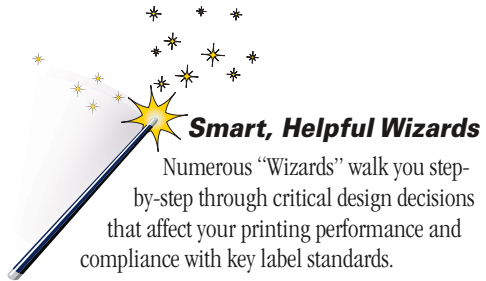 Smart, Helpful Wizards
Numerous “Wizards” walk you step-
by-step through critical design decisions
that affect your printing performance and
compliance with key label standards.